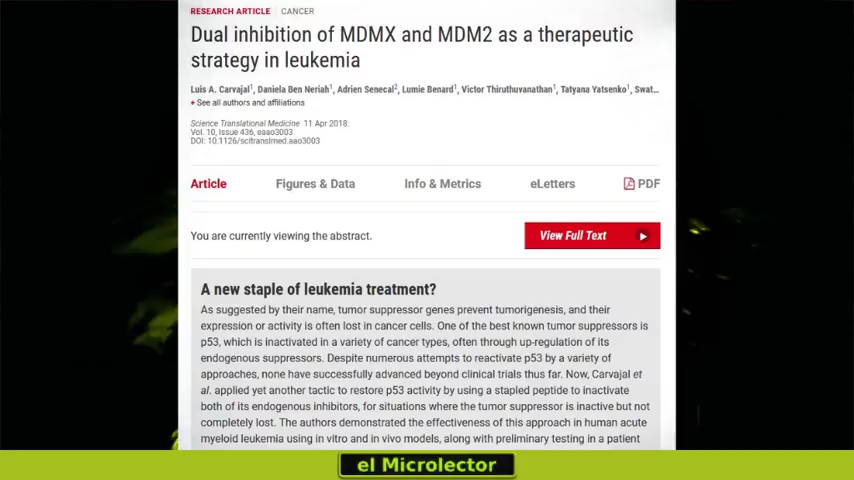 RESEARCH ARTICLE | CANCER
Dual inhibition of MDMX and MDM2 as a therapeutic
strategy in leukemia
Luis A. Carvajal1, Daniela Ben Neriah1, Adrien Senecal2, Lumie Benard1, Victor Thiruthuvanathan1, Tatyana Yatsenko1, Swat…
+ See all authors and affiliations
Science Translational Medicine 11 Apr 2018:
Vol. 10, Issue 436, eaao3003
DOI: 10.1126/scitranslmed.aao3003
Article Figures & Data Info & Metrics eLetters PDF
You are currently viewing the abstract.
View Full Text
A new staple of leukemia treatment?
As suggested by their name, tumor suppressor genes prevent tumorigenesis, and their
expression or activity is often lost in cancer cells. One of the best known tumor suppressors is
p53, which is inactivated in a variety of cancer types, often through up-regulation of its
endogenous suppressors. Despite numerous attempts to reactivate p53 by a variety of
approaches, none have successfully advanced beyond clinical trials thus far. Now, Carvajal et
al. applied yet another tactic to restore p53 activity by using a stapled peptide to inactivate
both of its endogenous inhibitors, for situations where the tumor suppressor is inactive but not
completely lost. The authors demonstrated the effectiveness of this approach in human acute
myeloid leukemia using in vitro and in vivo models, along with preliminary testing in a patient
el Microlector